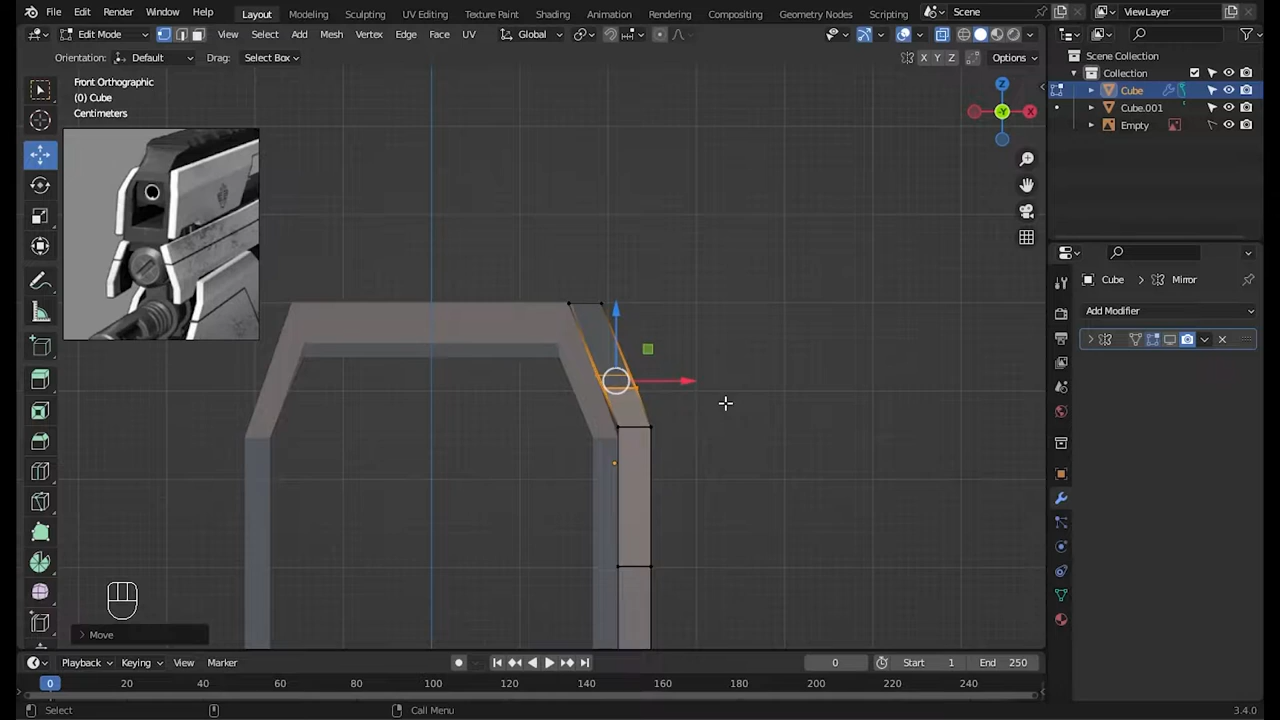 File Edit Render Window Help Layout Modeling Sculpting UV Editing Texture Paint Shading Animation Rendering Compositing Geometry Nodes Scripting Scene ViewLayer
Edit Mode View Select Add Mesh Vertex Edge Face UV Global
Orientation: Default Drag: Select Box X Y Z Options
Front Orthographic
(0) Cube
Centimeters
Scene Collection
Collection
Cube
Cube.001
Empty
Z
X
-Y
Cube Mirror
Add Modifier
Move
Playback Keying View Marker 0 Start 1 End 250
0 20 40 60 80 100 120 140 160 180 200 220 240
Select Call Menu 3.4.0